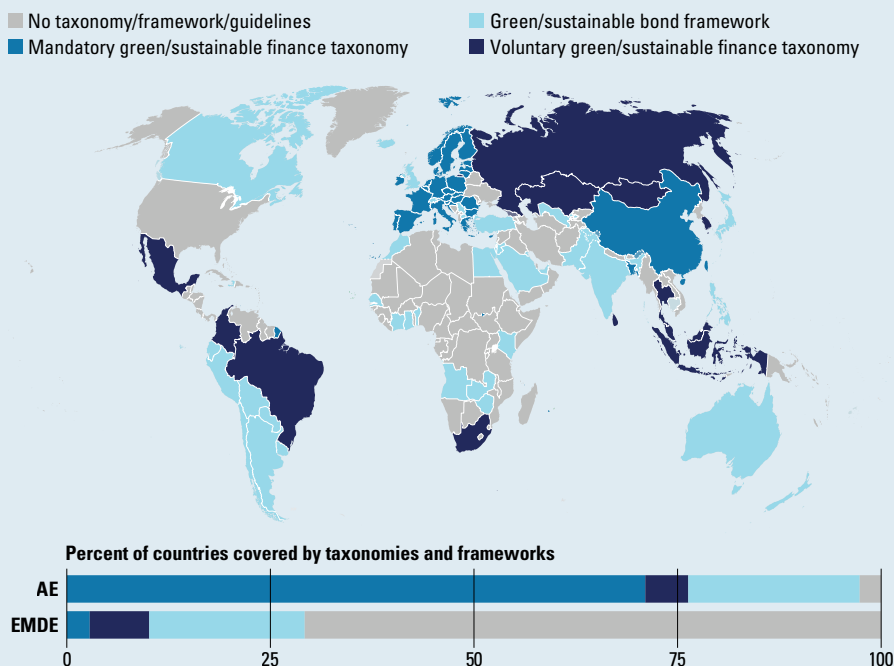 No taxonomy/framework/guidelines
Green/sustainable bond framework
Mandatory green/sustainable finance taxonomy
Voluntary green/sustainable finance taxonomy
Percent of countries covered by taxonomies and frameworks
AE
EMDE
0 25 50 75 100